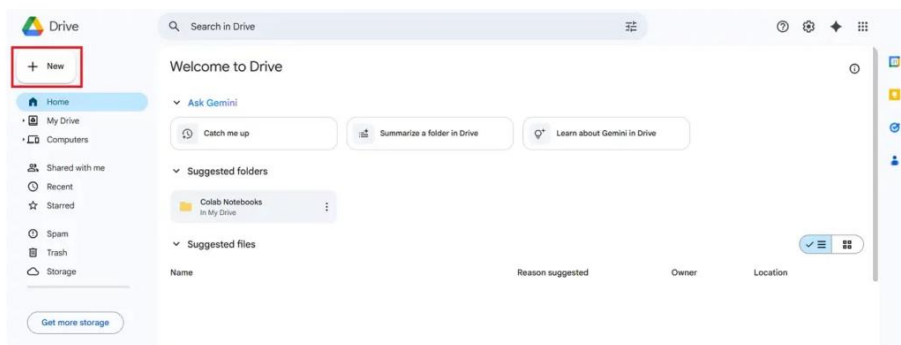 Drive
Search in Drive
New
Welcome to Drive
Home
My Drive
Computers
Shared with me
Recent
Starred
Spam
Trash
Storage
Get more storage
Ask Gemini
Catch me up
Summarize a folder in Drive
Learn about Gemini in Drive
Suggested folders
Colab Notebooks
In My Drive
Suggested files
Name Reason suggested Owner Location